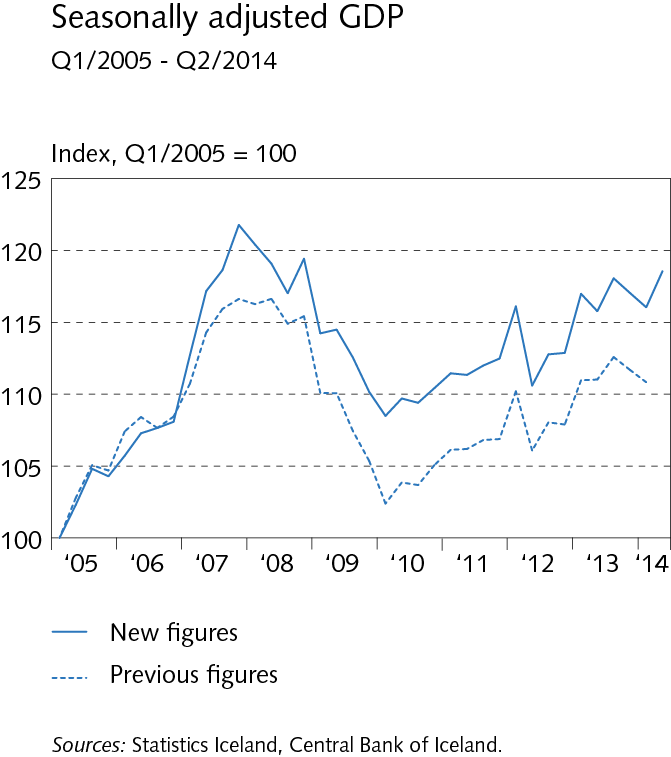 Seasonally adjusted GDP
Q1/2005 - Q2/2014
Index, Q1/2005 = 100
125
120
115
110
105
100
‘05 ‘06 ‘07 ‘08 ‘09 ‘10 ‘11 ‘12 ‘13 ‘14
New figures
Previous figures
Sources: Statistics Iceland, Central Bank of Iceland.